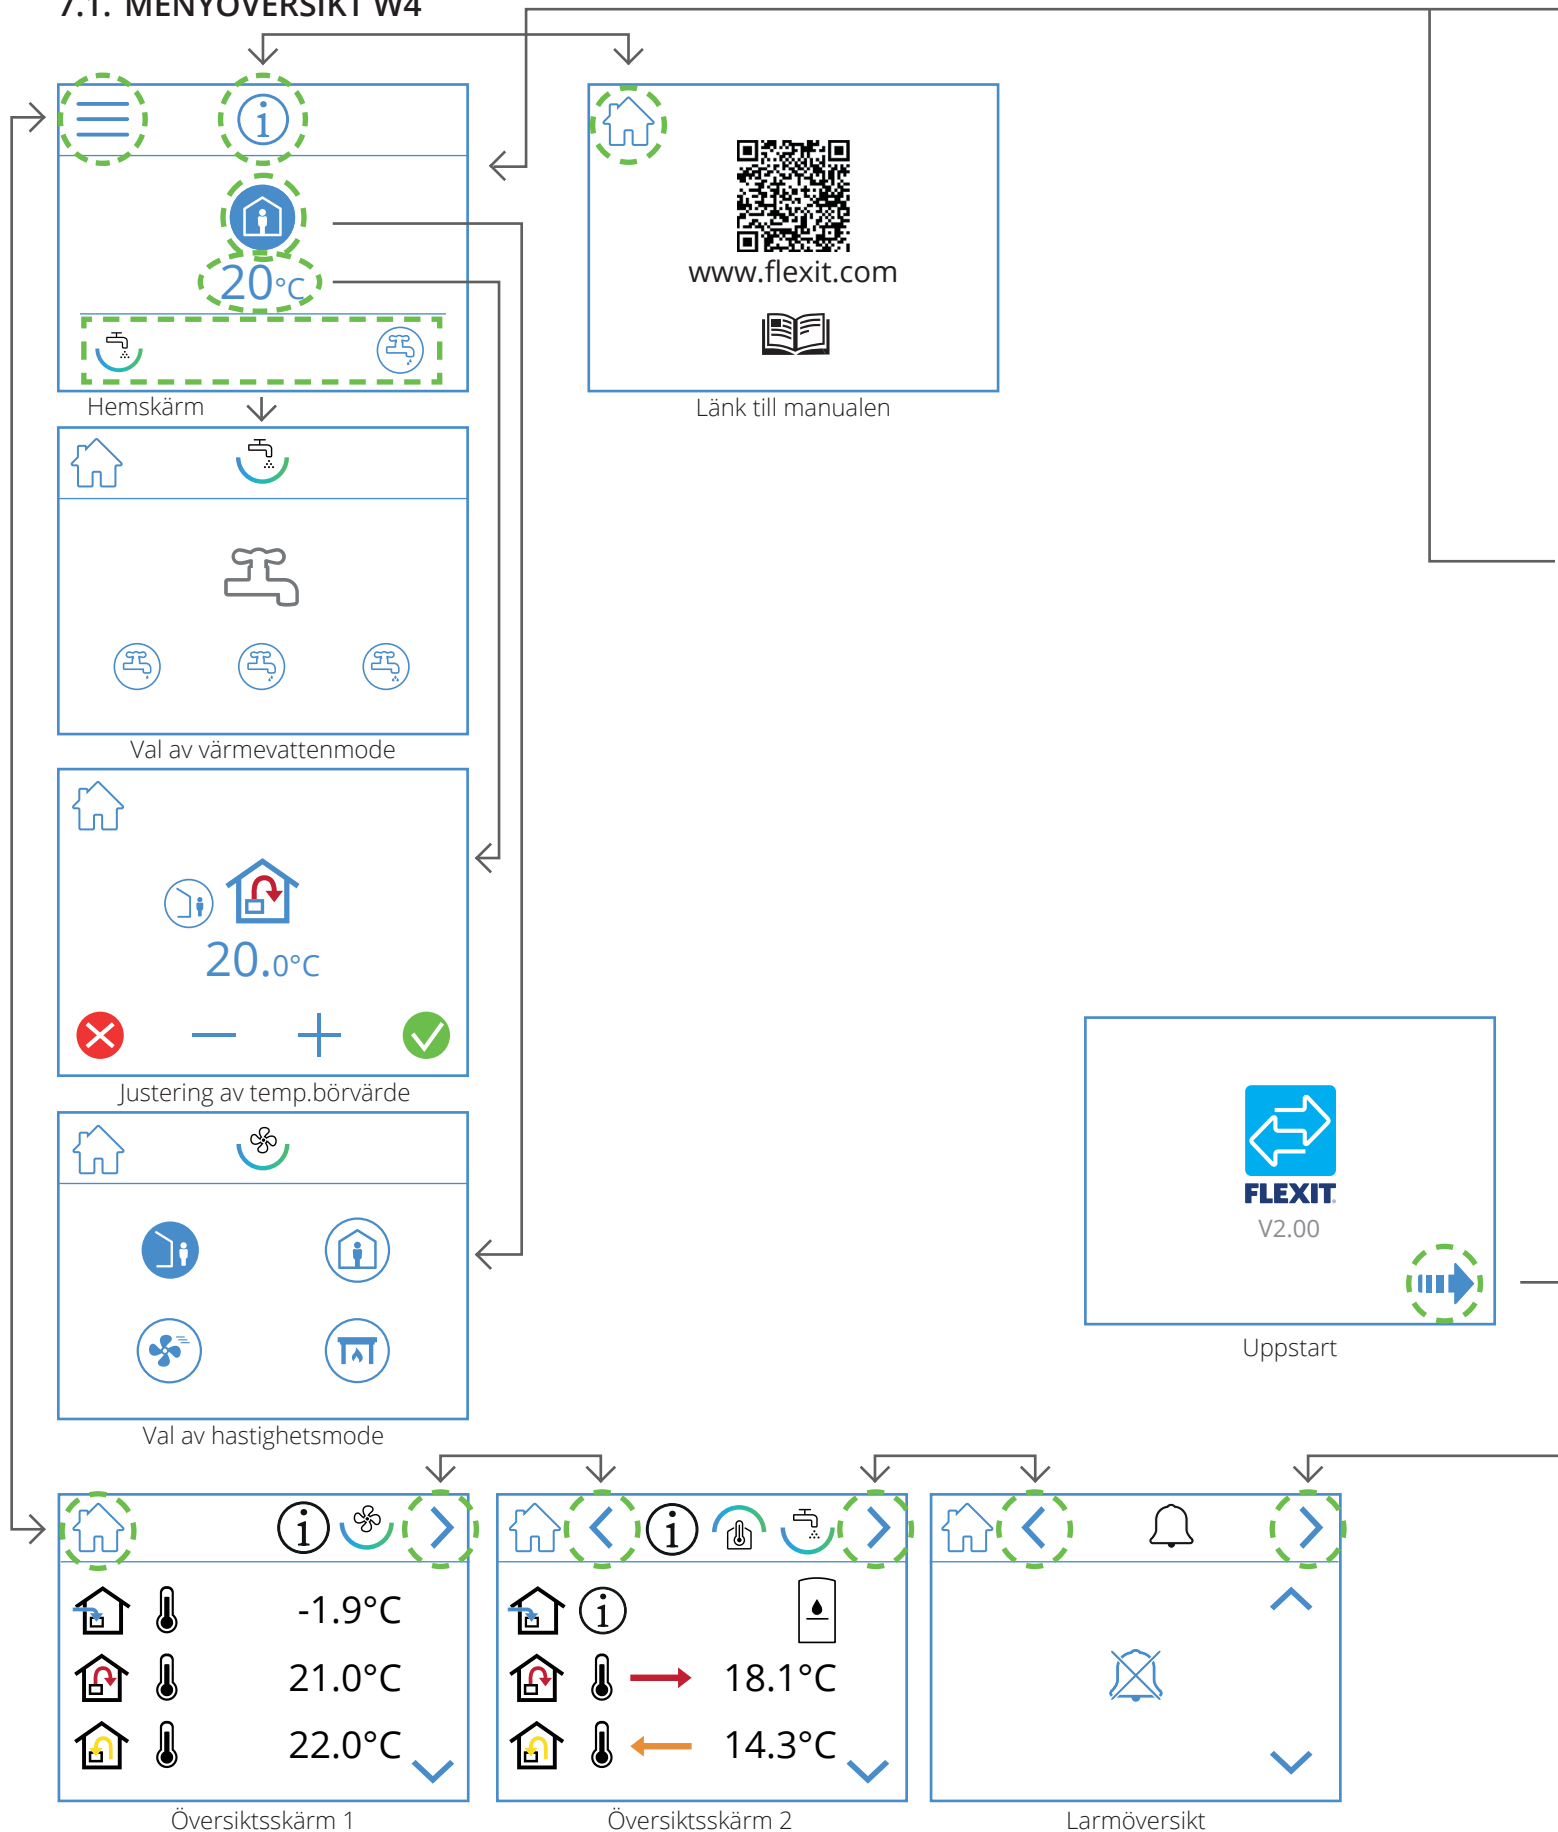 7.1. MENYÖVERSIKT W4
i
20°C
Hemskärm
www.flexit.com
Länk till manualen
Val av värmevattenmode
20.0°C
Justering av temp.börvärde
Val av hastighetsmode
FLEXIT
V2.00
Uppstart
i
-1.9°C
21.0°C
22.0°C
Översiktsskärm 1
i
i
18.1°C
14.3°C
Översiktsskärm 2
Larmöversikt